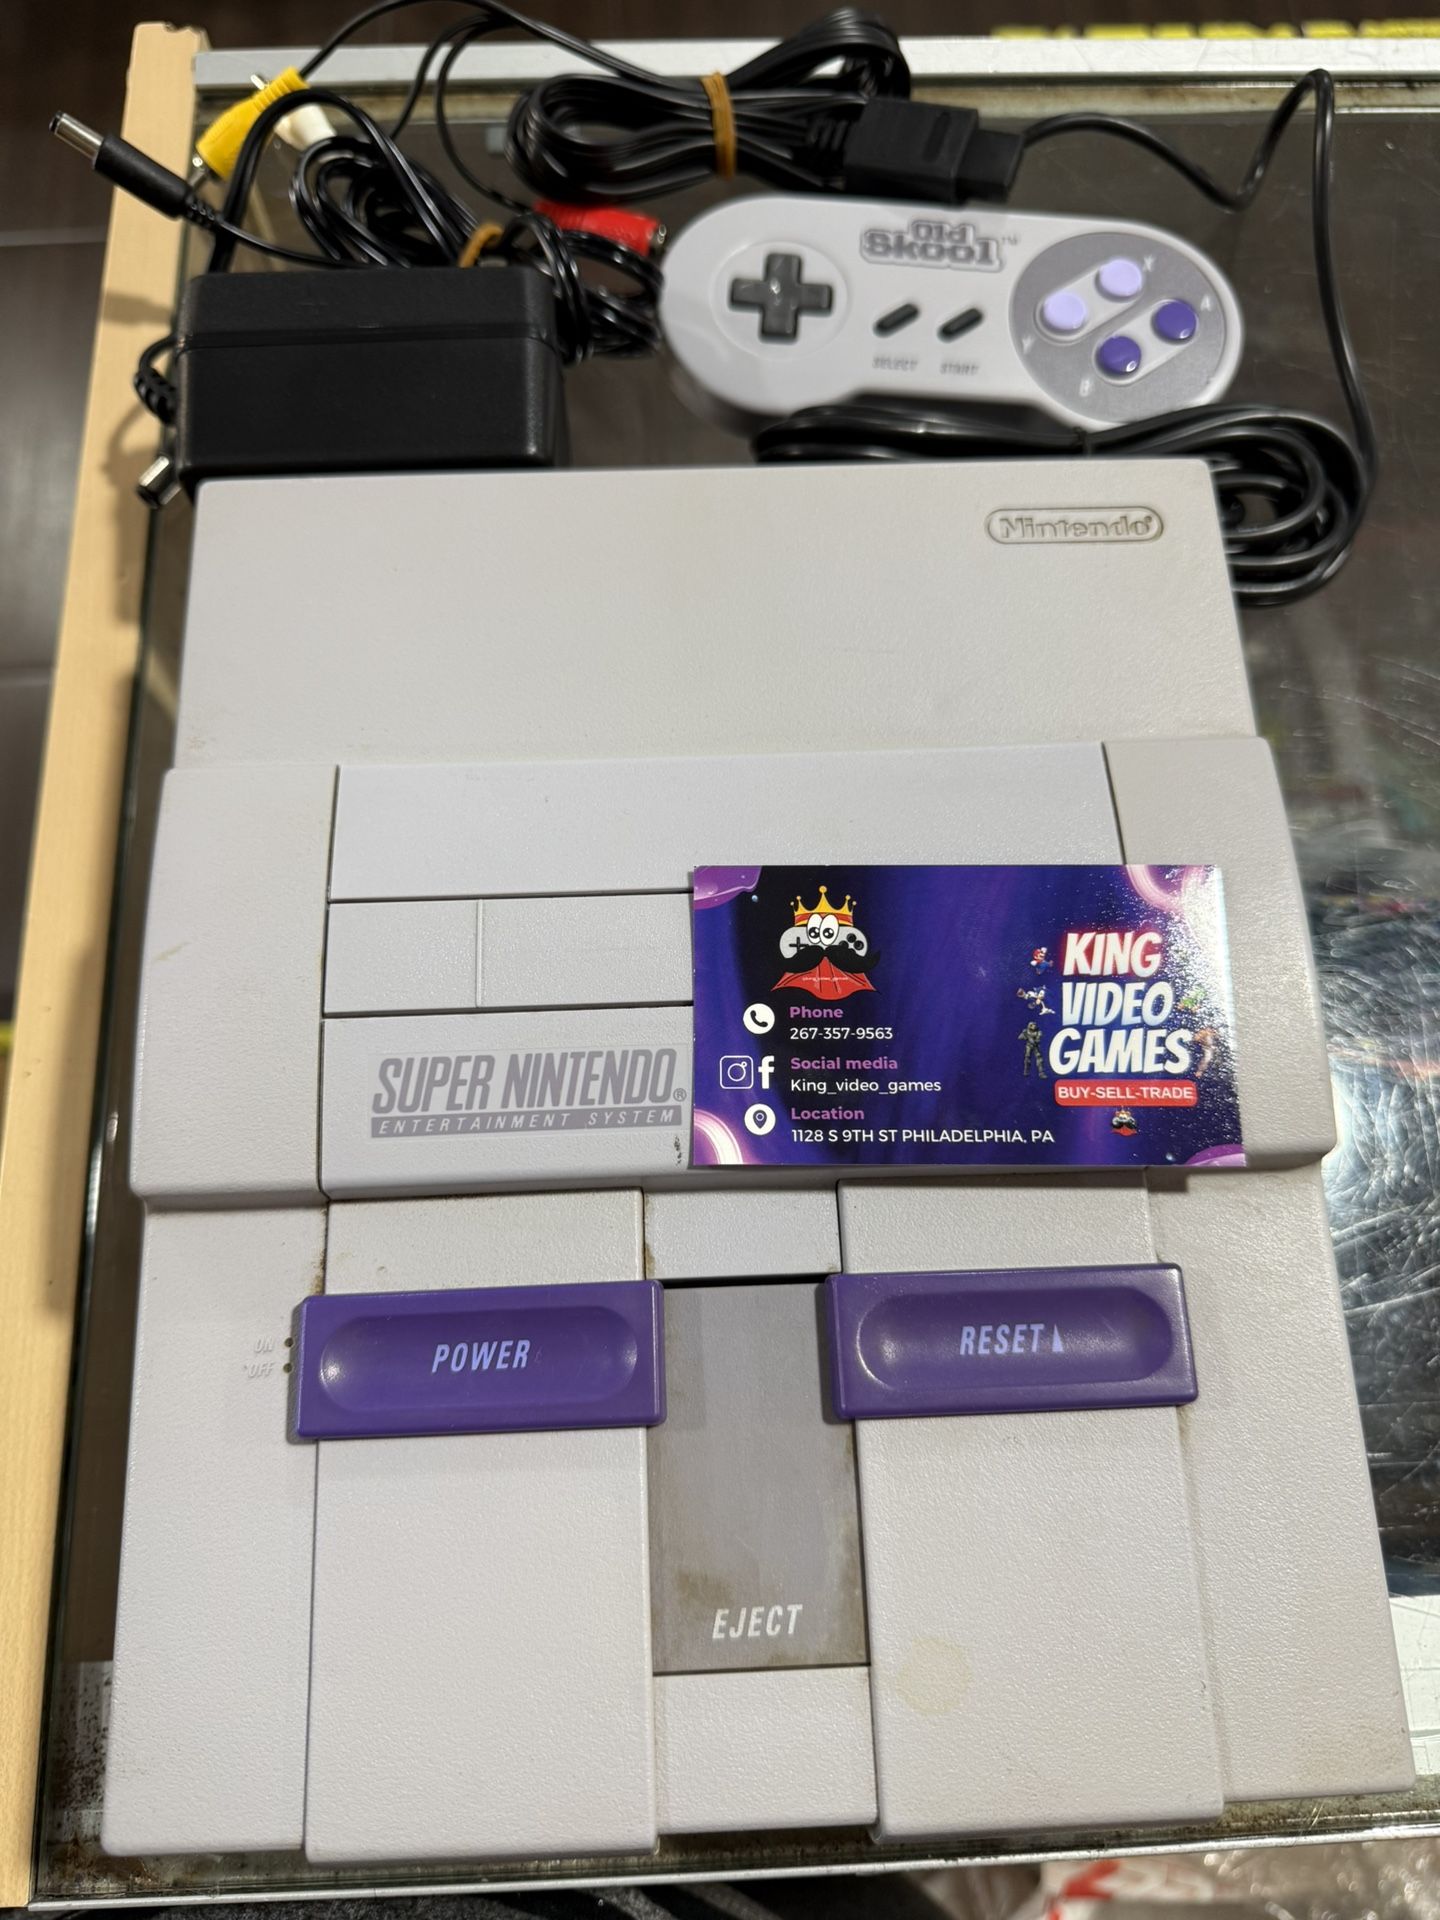 Old
Skool™
X
A
Y
B
SELECT
START
Nintendo®
SUPER NINTENDO®
ENTERTAINMENT SYSTEM
KING
VIDEO
GAMES
BUY-SELL-TRADE
Phone
267-357-9563
Social media
King_video_games
Location
1128 S 9TH ST PHILADELPHIA, PA
ON
OFF
POWER
RESET
EJECT